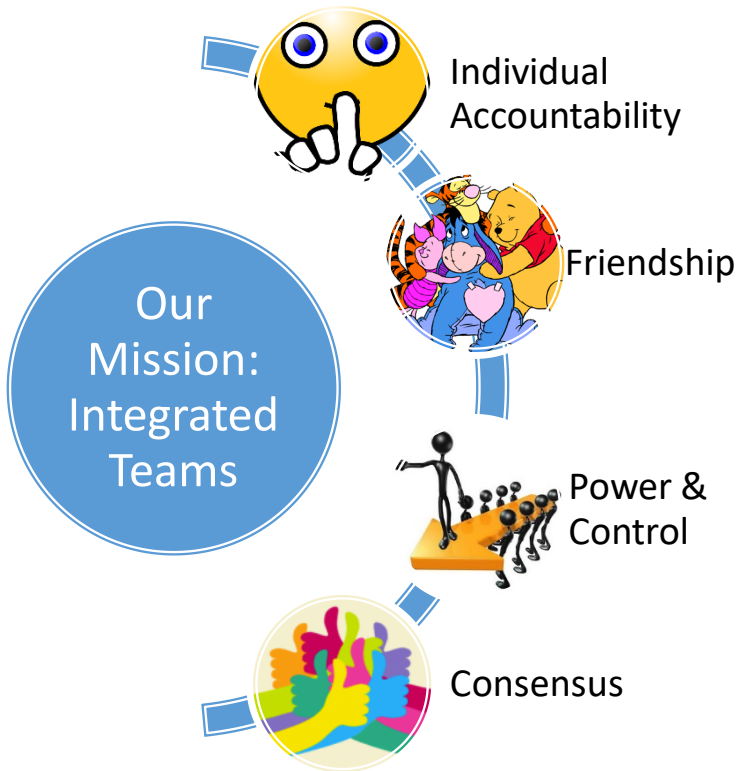 Individual
Accountability
Friendship
Our
Mission:
Integrated
Teams
Power &
Control
Consensus